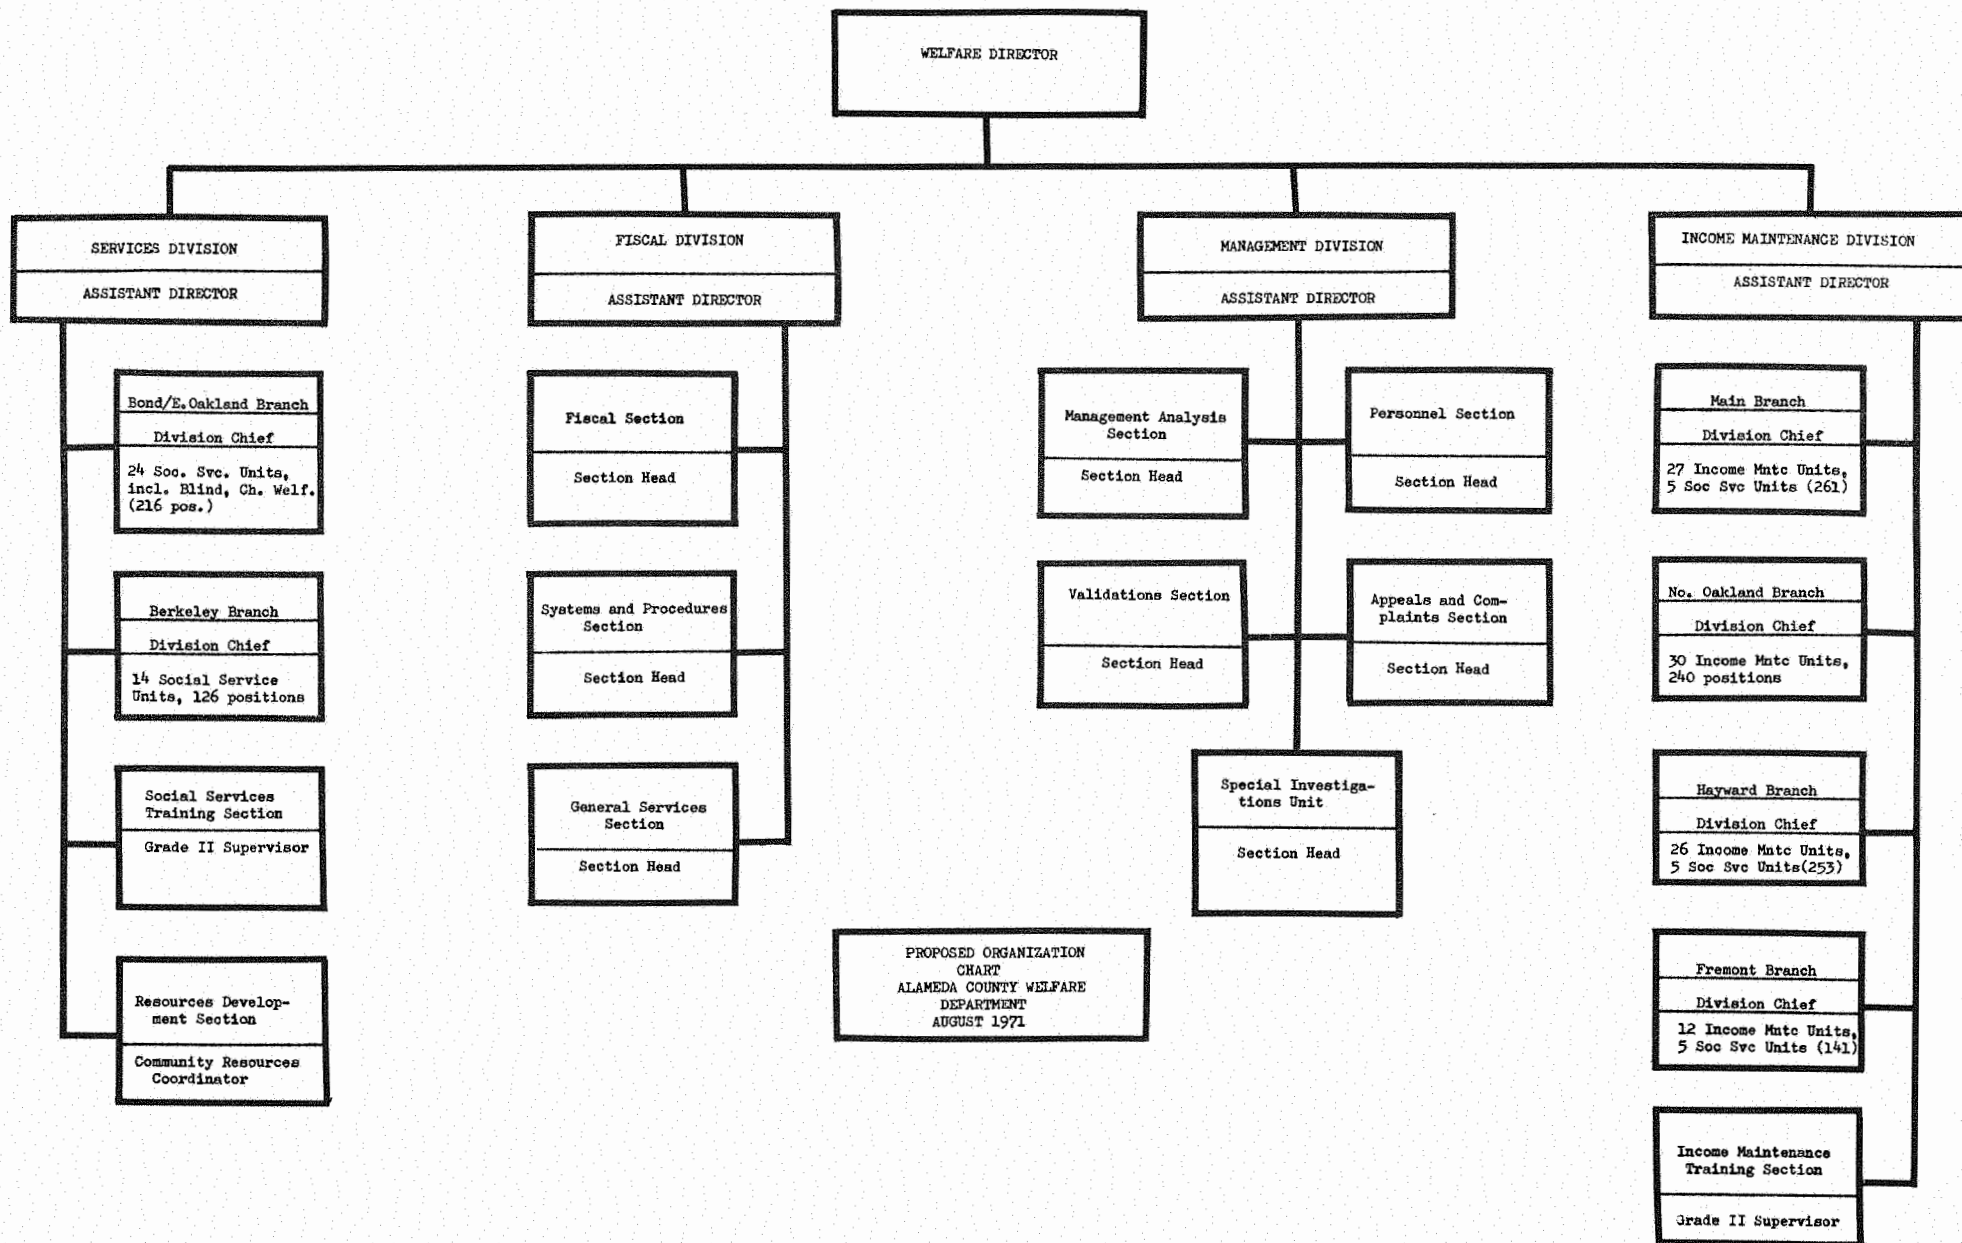 WELFARE DIRECTOR
SERVICES DIVISION
ASSISTANT DIRECTOR
Bond/E.Oakland Branch
Division Chief
24 Soc. Svc. Units,
incl. Blind, Ch. Welf.
(216 pos.)
Berkeley Branch
Division Chief
14 Social Service
Units, 126 positions
Social Services
Training Section
Grade II Supervisor
Resources Develop-
ment Section
Community Resources
Coordinator
FISCAL DIVISION
ASSISTANT DIRECTOR
Fiscal Section
Section Head
Systems and Procedures
Section
Section Head
General Services
Section
Section Head
MANAGEMENT DIVISION
ASSISTANT DIRECTOR
Management Analysis
Section
Section Head
Personnel Section
Section Head
Validations Section
Section Head
Appeals and Com-
plaints Section
Section Head
Special Investiga-
tions Unit
Section Head
INCOME MAINTENANCE DIVISION
ASSISTANT DIRECTOR
Main Branch
Division Chief
27 Income Mntc Units,
5 Soc Svc Units (261)
No. Oakland Branch
Division Chief
30 Income Mntc Units,
240 positions
Hayward Branch
Division Chief
26 Income Mntc Units,
5 Soc Svc Units(253)
Fremont Branch
Division Chief
12 Income Mntc Units,
5 Soc Svc Units (141)
Income Maintenance
Training Section
Grade II Supervisor
PROPOSED ORGANIZATION
CHART
ALAMEDA COUNTY WELFARE
DEPARTMENT
AUGUST 1971